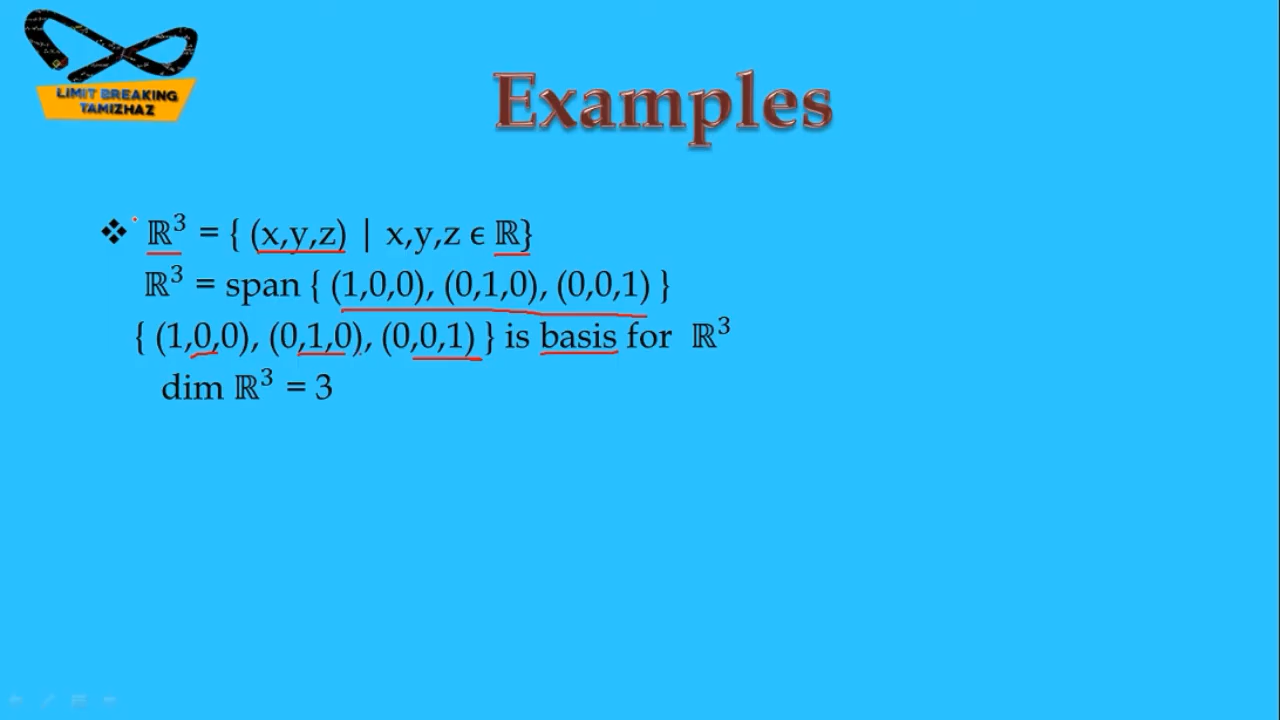 LIMIT BREAKING
TAMIZHAZ
Examples
❖ ℝ³ = { (x,y,z) | x,y,z ϵ ℝ}
ℝ³ = span { (1,0,0), (0,1,0), (0,0,1) }
{ (1,0,0), (0,1,0), (0,0,1) } is basis for ℝ³
dim ℝ³ = 3